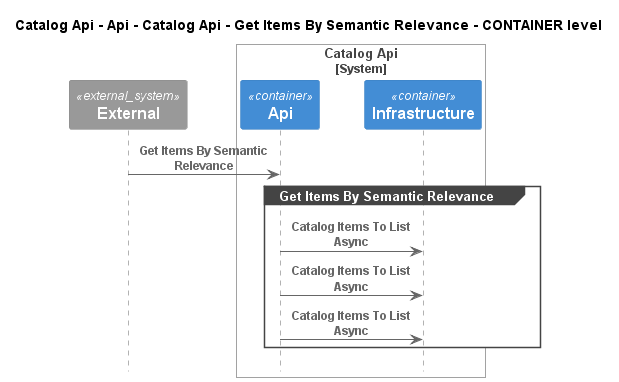 Catalog Api - Api - Catalog Api - Get Items By Semantic Relevance - CONTAINER level
Catalog Api
[System]
«external_system»
External
«container»
Api
«container»
Infrastructure
Get Items By Semantic
Relevance
Get Items By Semantic Relevance
Catalog Items To List
Async
Catalog Items To List
Async
Catalog Items To List
Async